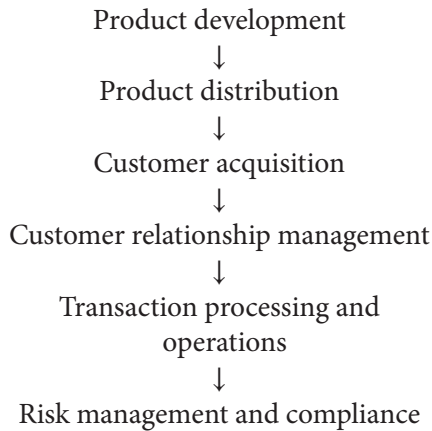 Product development
↓
Product distribution
↓
Customer acquisition
↓
Customer relationship management
↓
Transaction processing and
operations
↓
Risk management and compliance